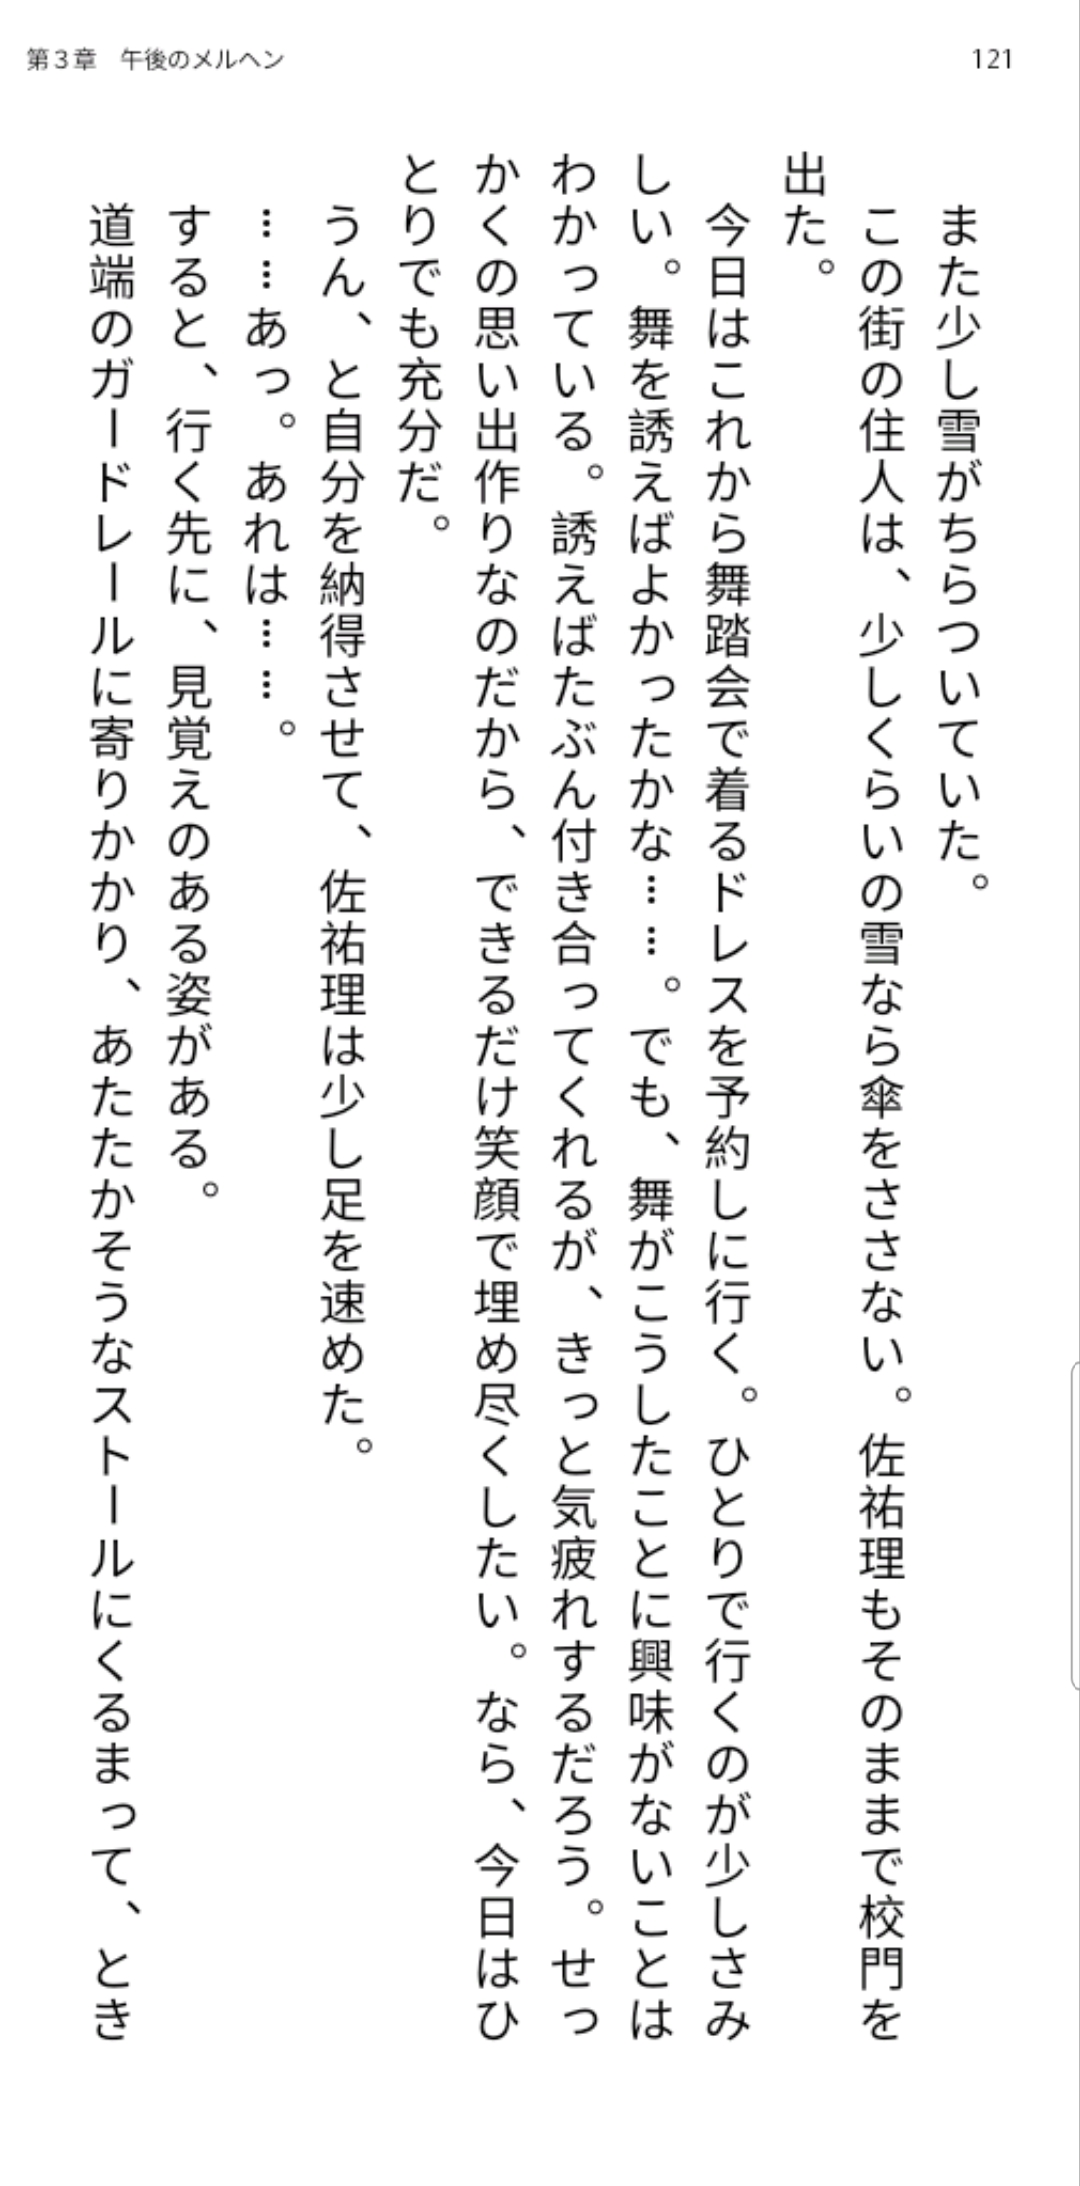 第３章　午後のメルヘン
121
　また少し雪がちらついていた。
　この街の住人は、少しくらいの雪なら傘をささない。佐祐理もそのままで校門を
出た。
　今日はこれから舞踏会で着るドレスを予約しに行く。ひとりで行くのが少しさみ
しい。舞を誘えばよかったかな……。でも、舞がこうしたことに興味がないことは
わかっている。誘えばたぶん付き合ってくれるが、きっと気疲れするだろう。せっ
かくの思い出作りなのだから、できるだけ笑顔で埋め尽くしたい。なら、今日はひ
とりでも充分だ。
　うん、と自分を納得させて、佐祐理は少し足を速めた。
　……あっ。あれは……。
　すると、行く先に、見覚えのある姿がある。
　道端のガードレールに寄りかかり、あたたかそうなストールにくるまって、とき